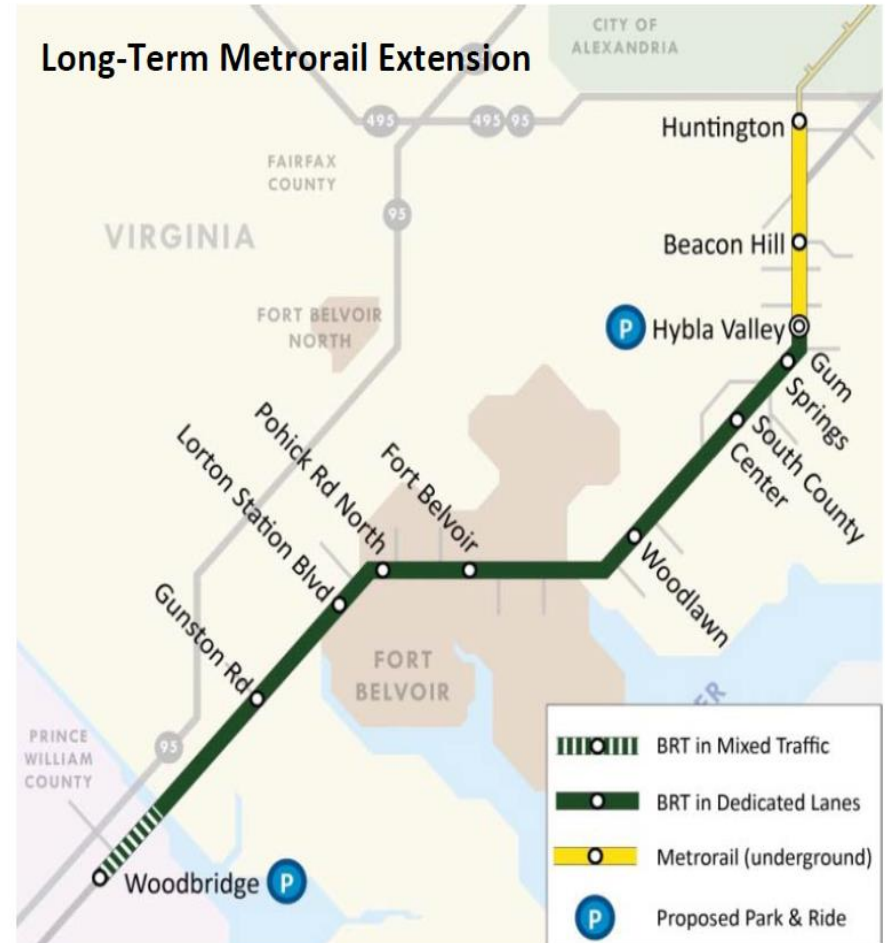 Long-Term Metrorail Extension
CITY OF
ALEXANDRIA
495
495
95
Huntington
FAIRFAX
COUNTY
95
VIRGINIA
Beacon Hill
FORT BELVOIR
NORTH
P
Hybla Valley
Gum
Springs
South County
Center
Pohick Rd North
Fort Belvoir
Lorton Station Blvd
Woodlawn
Gunston Rd
FORT
BELVOIR
PRINCE
WILLIAM
COUNTY
95
Woodbridge
P
BRT in Mixed Traffic
BRT in Dedicated Lanes
Metrorail (underground)
P
Proposed Park & Ride